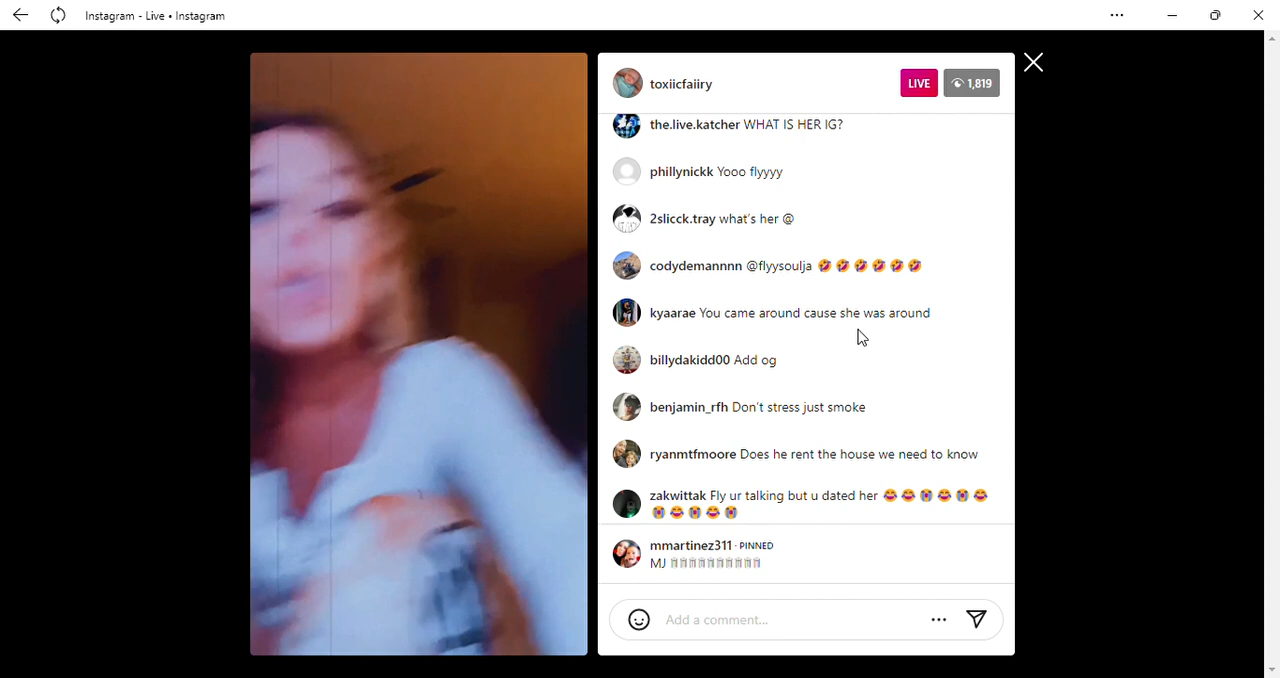 Instagram - Live • Instagram
toxiicfaiiry
LIVE
1,819
the.live.katcher WHAT IS HER IG?
phillynickk Yooo flyyyy
2slicck.tray what's her @
codydemannnn @flyysoulja 🤣🤣🤣🤣🤣🤣
kyaarae You came around cause she was around
billydakidd00 Add og
benjamin_rfh Don't stress just smoke
ryanmtfmoore Does he rent the house we need to know
zakwittak Fly ur talking but u dated her 😂😂😭😂😭😂
😭😂😭😂😭
mmartinez311 · PINNED
MJ
Add a comment...